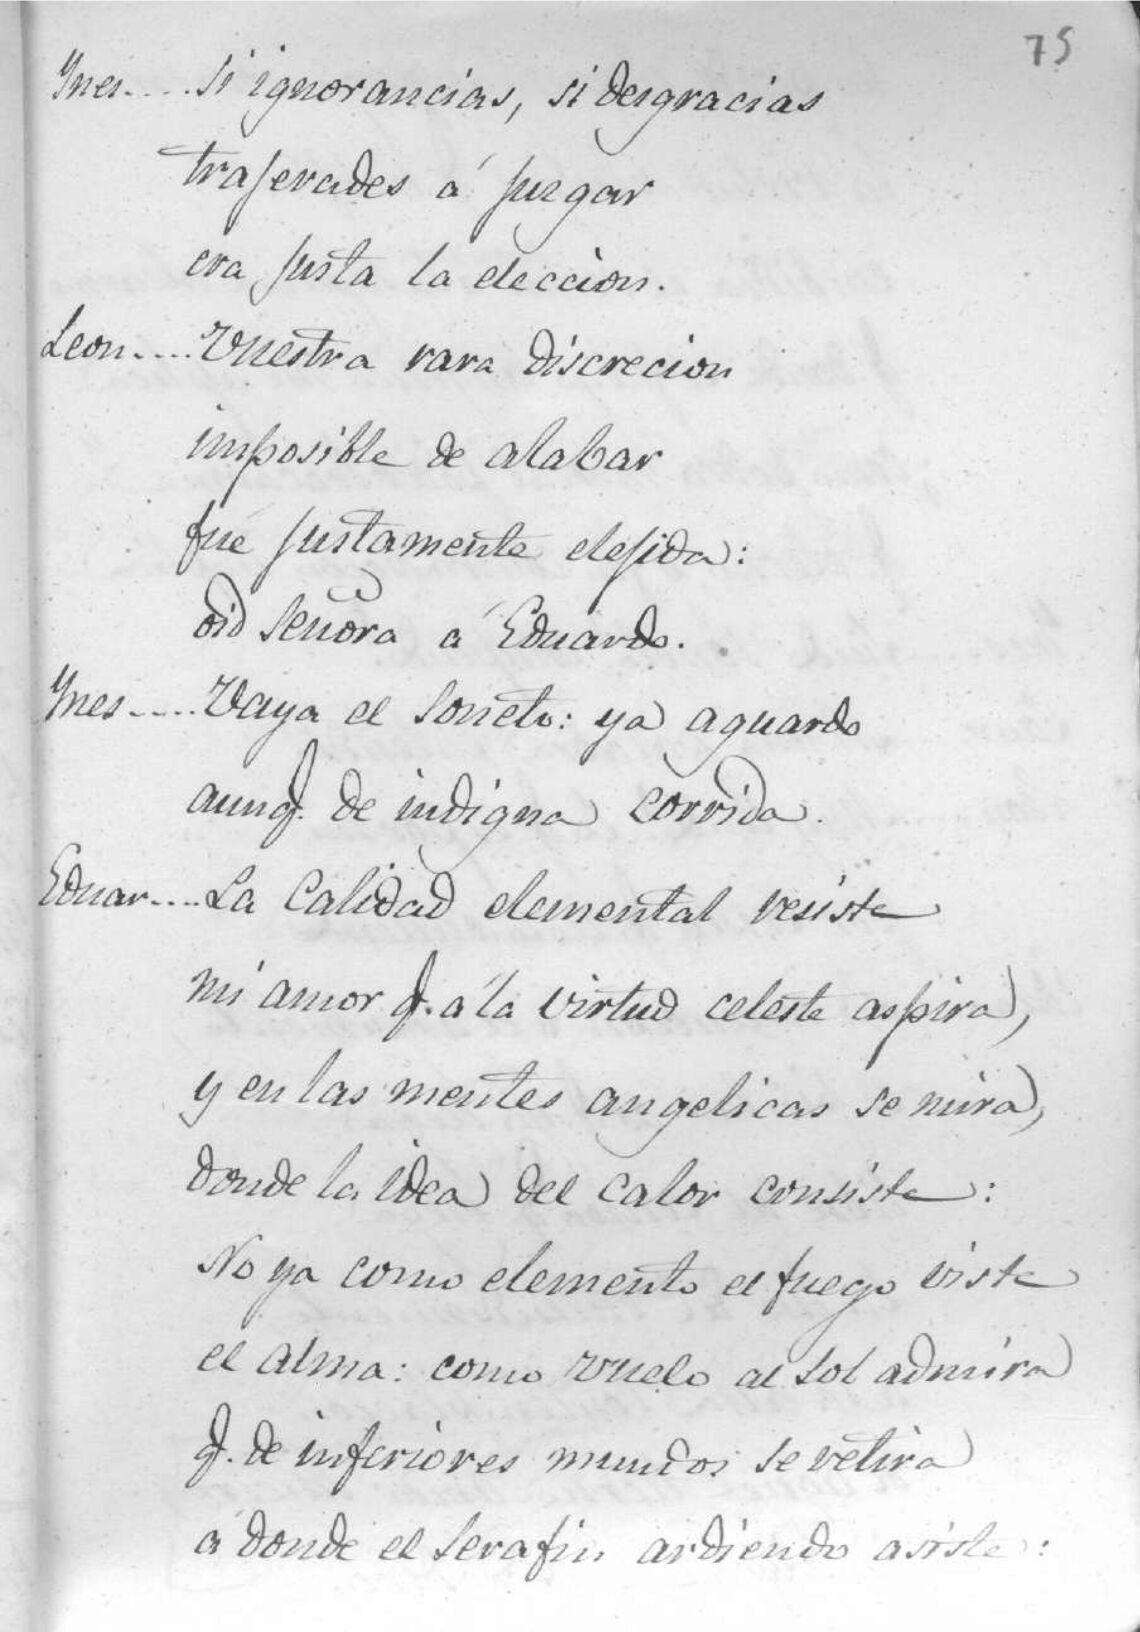 75
Ynes....si ignorancias, si desgracias
trajerades á juzgar
era justa la eleccion.
Leon.....Vuestra rara discrecion
imposible de alabar
fué justamente elejida:
oid Señora á Eduardo.
Ynes.....Vaya el soneto: ya aguardo
aunq. de indigna corrida.
Eduar....La Calidad elemental resiste
mi amor q. á la virtud celeste aspira,
y en las mentes angelicas se mira,
donde la idea del calor consiste:
No ya como elemento el fuego viste
el alma: como vuelo al sol admira
q. de inferiores mundos se retira
a donde el serafin ardiendo asiste: